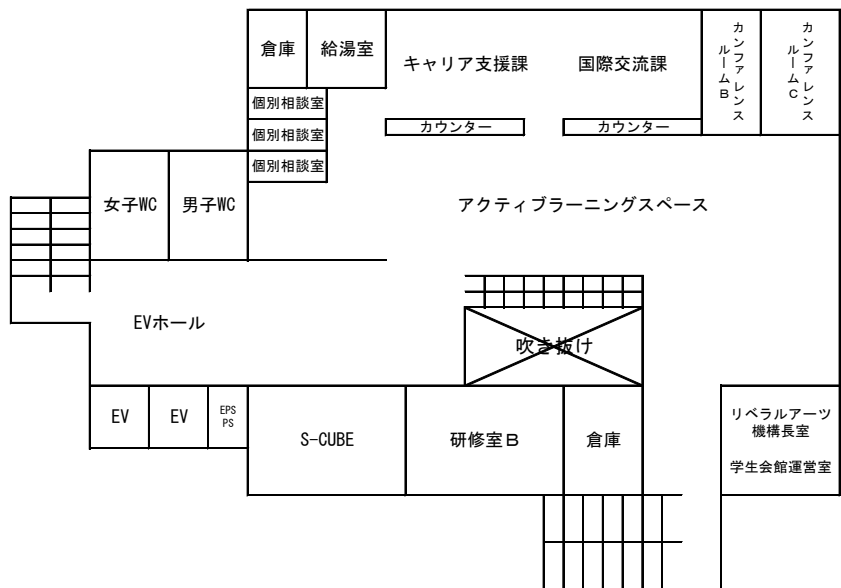 倉庫
給湯室
キャリア支援課
国際交流課
カンファレンス
ルームB
カンファレンス
ルームC
個別相談室
個別相談室
個別相談室
カウンター
カウンター
女子WC
男子WC
アクティブラーニングスペース
EVホール
吹き抜け
EV
EV
EPS
PS
S-CUBE
研修室B
倉庫
リベラルアーツ
機構長室
学生会館運営室